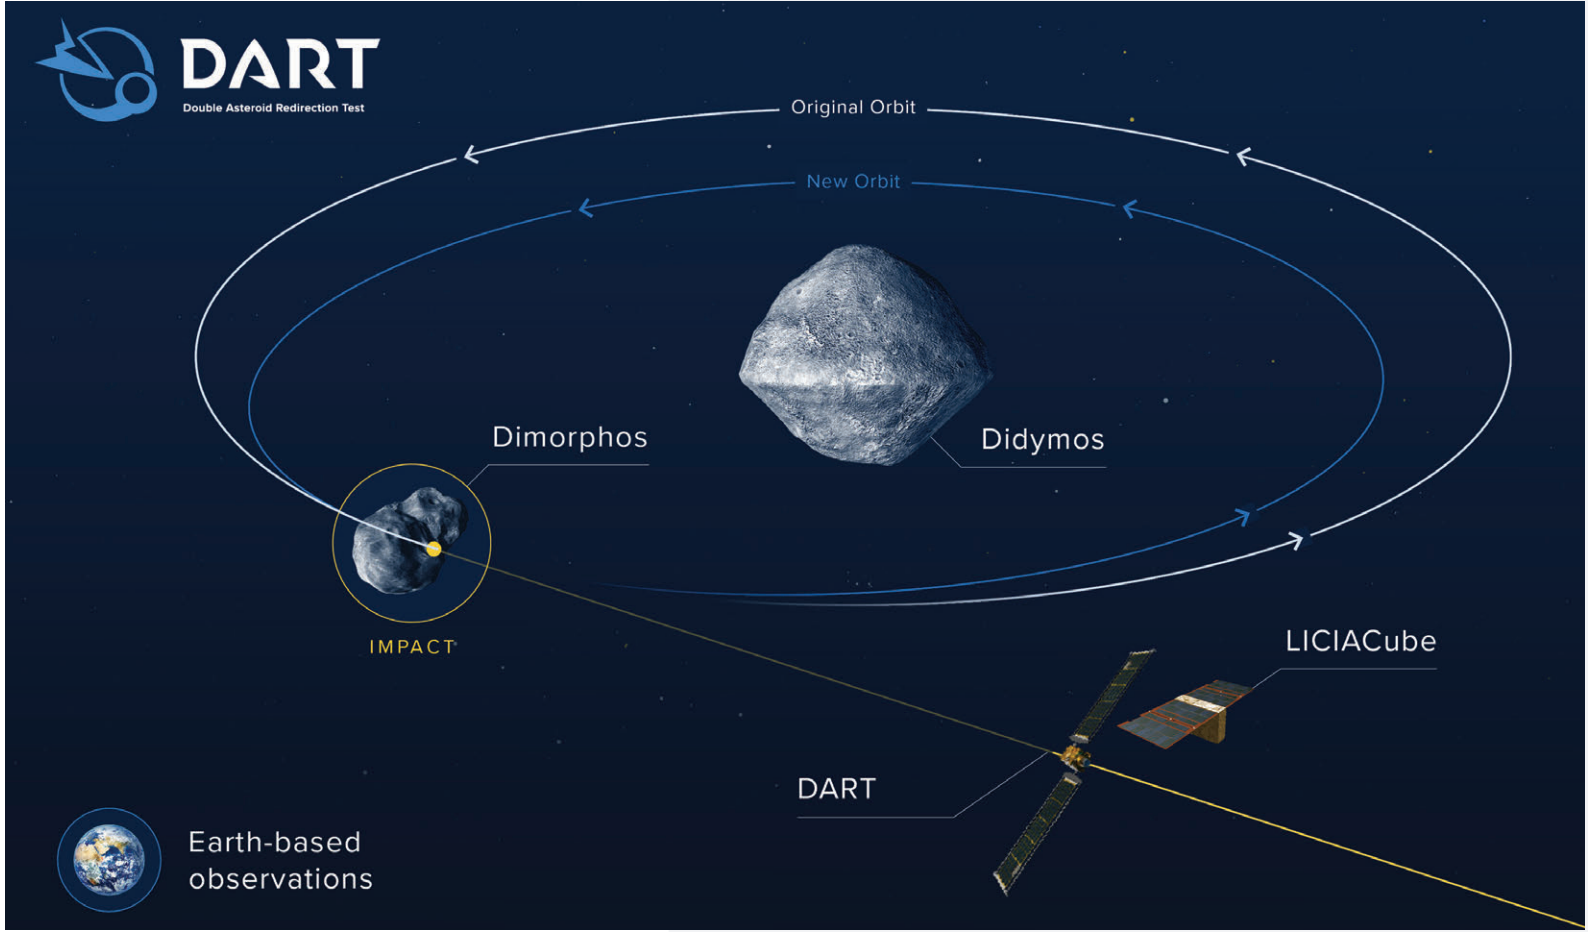 DART
Double Asteroid Redirection Test
Original Orbit
New Orbit
Dimorphos
Didymos
IMPACT
LICIACube
DART
Earth-based
observations